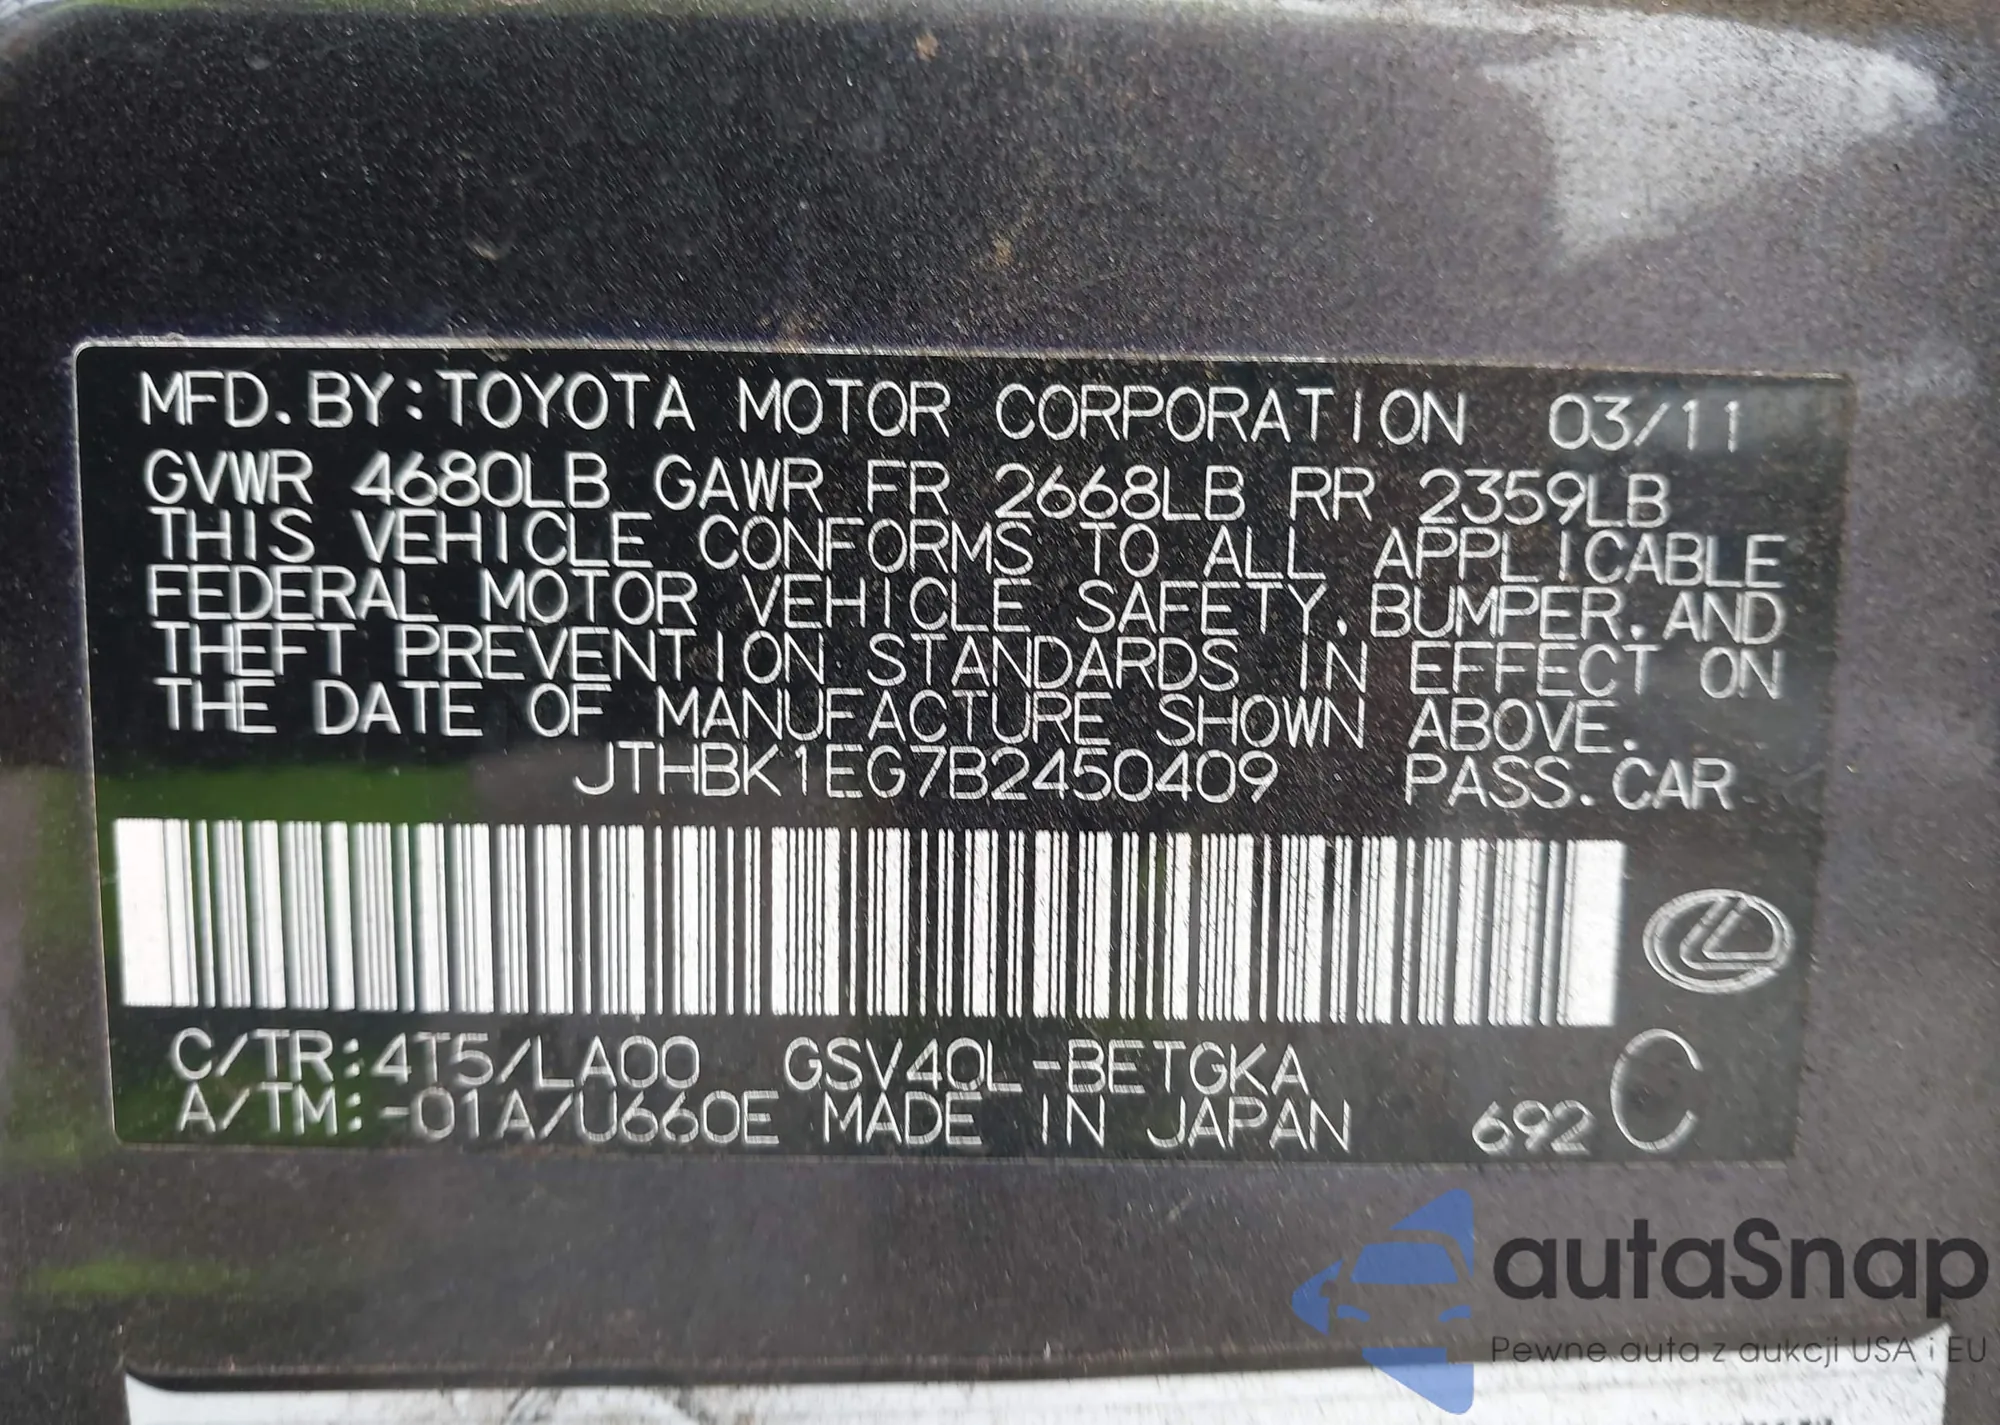 MFD. BY: TOYOTA MOTOR CORPORATION 03/11
GVWR 4680LB GAWR FR 2668LB RR 2359LB
THIS VEHICLE CONFORMS TO ALL APPLICABLE
FEDERAL MOTOR VEHICLE SAFETY, BUMPER, AND
THEFT PREVENTION STANDARDS IN EFFECT ON
THE DATE OF MANUFACTURE SHOWN ABOVE.
JTHBK1EG7B2450409 PASS. CAR
C/TR: 4T5/LA00 GSV40L-BETGKA
A/TM: -01A/U660E MADE IN JAPAN 692 C
autaSnap
Pewne auta z aukcji USA i EU